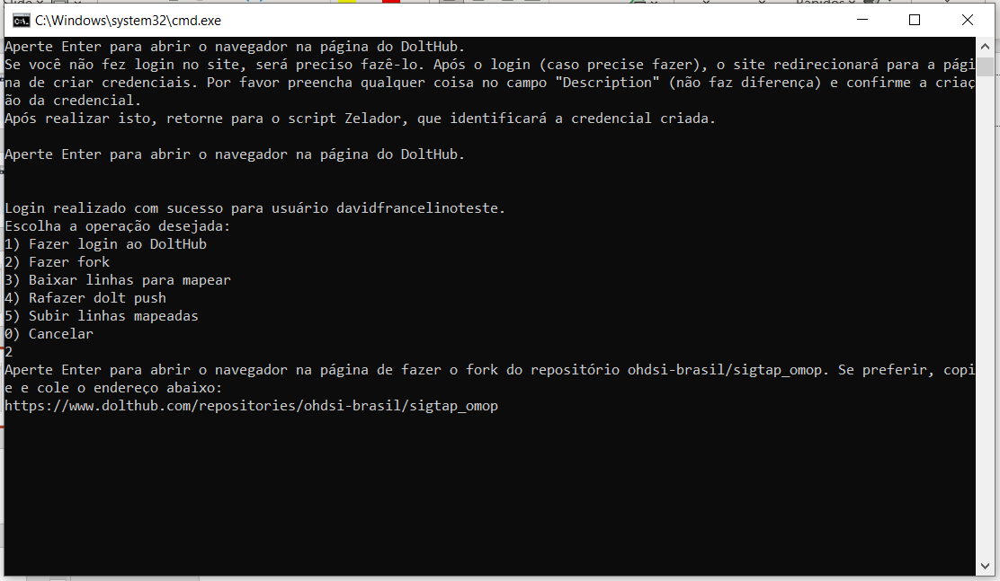 C:\Windows\system32\cmd.exe
Aperte Enter para abrir o navegador na página do DoltHub.
Se você não fez login no site, será preciso fazê-lo. Após o login (caso precise fazer), o site redirecionará para a pági
na de criar credenciais. Por favor preencha qualquer coisa no campo "Description" (não faz diferença) e confirme a criaç
ão da credencial.
Após realizar isto, retorne para o script Zelador, que identificará a credencial criada.
Aperte Enter para abrir o navegador na página do DoltHub.
Login realizado com sucesso para usuário davidfrancelinoteste.
Escolha a operação desejada:
1) Fazer login ao DoltHub
2) Fazer fork
3) Baixar linhas para mapear
4) Rafazer dolt push
5) Subir linhas mapeadas
0) Cancelar
2
Aperte Enter para abrir o navegador na página de fazer o fork do repositório ohdsi-brasil/sigtap_omop. Se preferir, copi
e e cole o endereço abaixo:
https://www.dolthub.com/repositories/ohdsi-brasil/sigtap_omop